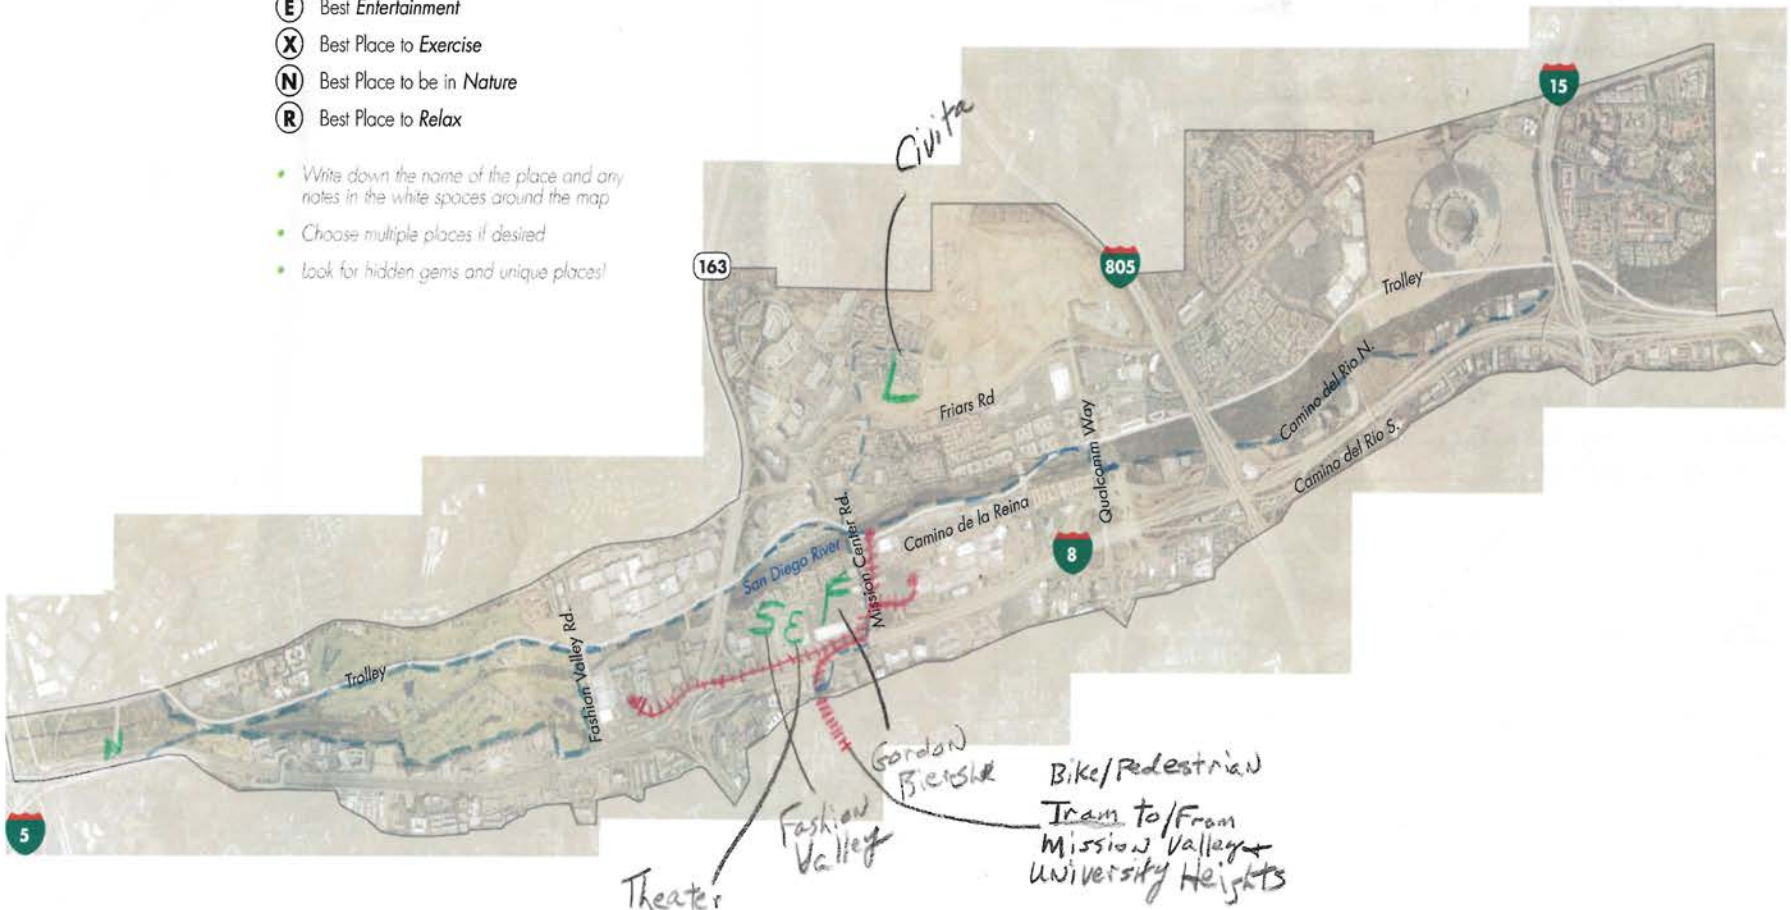 E Best Entertainment
X Best Place to Exercise
N Best Place to be in Nature
R Best Place to Relax
• Write down the name of the place and any
notes in the white spaces around the map
• Choose multiple places if desired
• Look for hidden gems and unique places!
Civita
15
163
805
Trolley
L
Friars Rd
Camino del Rio N.
Qualcomm Way
Camino del Rio S.
Mission Center Rd.
Camino de la Reina
8
San Diego River
S
E
F
Fashion Valley Rd.
Trolley
N
5
Gordon
Fashion
Valley
Theater
Bike/Pedestrian
Tram to/From
Mission Valley +
University Heights